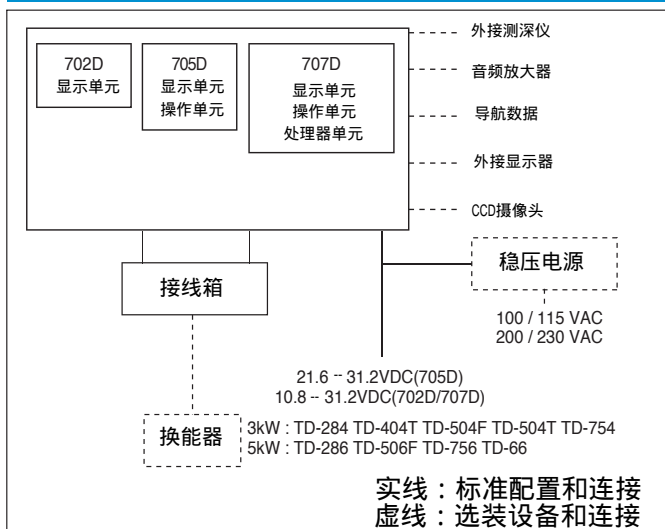 702D
显示单元
705D
显示单元
操作单元
707D
显示单元
操作单元
处理器单元
外接测深仪
音频放大器
导航数据
外接显示器
CCD摄像头
接线箱
稳压电源
100 / 115 VAC
200 / 230 VAC
21.6 -- 31.2VDC(705D)
10.8 -- 31.2VDC(702D/707D)
换能器
3kW : TD-284 TD-404T TD-504F TD-504T TD-754
5kW : TD-286 TD-506F TD-756 TD-66
实线：标准配置和连接
虚线：选装设备和连接